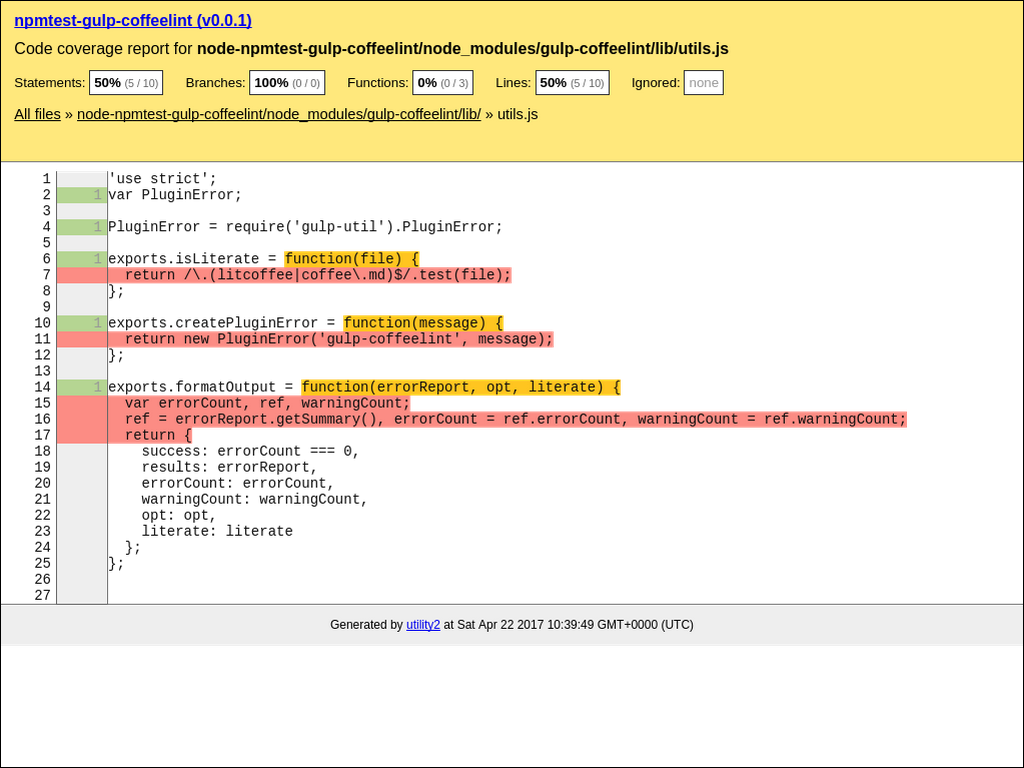 npmtest-gulp-coffeelint (v0.0.1)
Code coverage report for node-npmtest-gulp-coffeelint/node_modules/gulp-coffeelint/lib/utils.js
Statements: 50% (5 / 10) Branches: 100% (0 / 0) Functions: 0% (0 / 3) Lines: 50% (5 / 10) Ignored: none
All files » node-npmtest-gulp-coffeelint/node_modules/gulp-coffeelint/lib/ » utils.js
1 'use strict';
2 1 var PluginError;
3
4 1 PluginError = require('gulp-util').PluginError;
5
6 1 exports.isLiterate = function(file) {
7   return /\.(litcoffee|coffee\.md)$/.test(file);
8 };
9
10 1 exports.createPluginError = function(message) {
11   return new PluginError('gulp-coffeelint', message);
12 };
13
14 1 exports.formatOutput = function(errorReport, opt, literate) {
15   var errorCount, ref, warningCount;
16   ref = errorReport.getSummary(), errorCount = ref.errorCount, warningCount = ref.warningCount;
17   return {
18     success: errorCount === 0,
19     results: errorReport,
20     errorCount: errorCount,
21     warningCount: warningCount,
22     opt: opt,
23     literate: literate
24   };
25 };
26
27
Generated by utility2 at Sat Apr 22 2017 10:39:49 GMT+0000 (UTC)